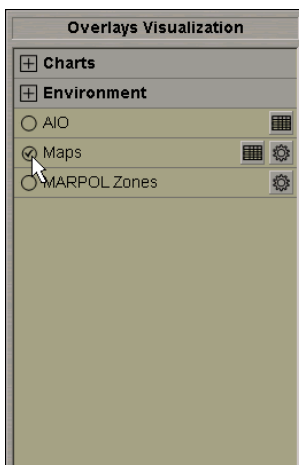 Overlays Visualization
Charts
Environment
AIO
Maps
MARPOL Zones